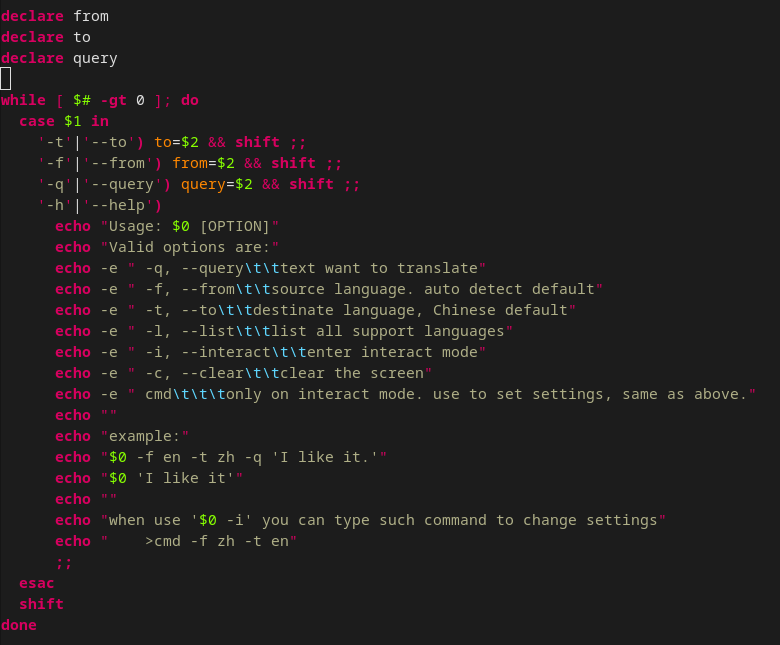 declare from
declare to
declare query

while [ $# -gt 0 ]; do
  case $1 in
    '-t'|'--to') to=$2 && shift ;;
    '-f'|'--from') from=$2 && shift ;;
    '-q'|'--query') query=$2 && shift ;;
    '-h'|'--help')
      echo "Usage: $0 [OPTION]"
      echo "Valid options are:"
      echo -e " -q, --query\t\ttext want to translate"
      echo -e " -f, --from\t\tsource language. auto detect default"
      echo -e " -t, --to\t\tdestinate language, Chinese default"
      echo -e " -l, --list\t\tlist all support languages"
      echo -e " -i, --interact\t\tenter interact mode"
      echo -e " -c, --clear\t\tclear the screen"
      echo -e " cmd\t\t\tonly on interact mode. use to set settings, same as above."
      echo ""
      echo "example:"
      echo "$0 -f en -t zh -q 'I like it.'"
      echo "$0 'I like it'"
      echo ""
      echo "when use '$0 -i' you can type such command to change settings"
      echo "    >cmd -f zh -t en"
      ;;
  esac
  shift
done